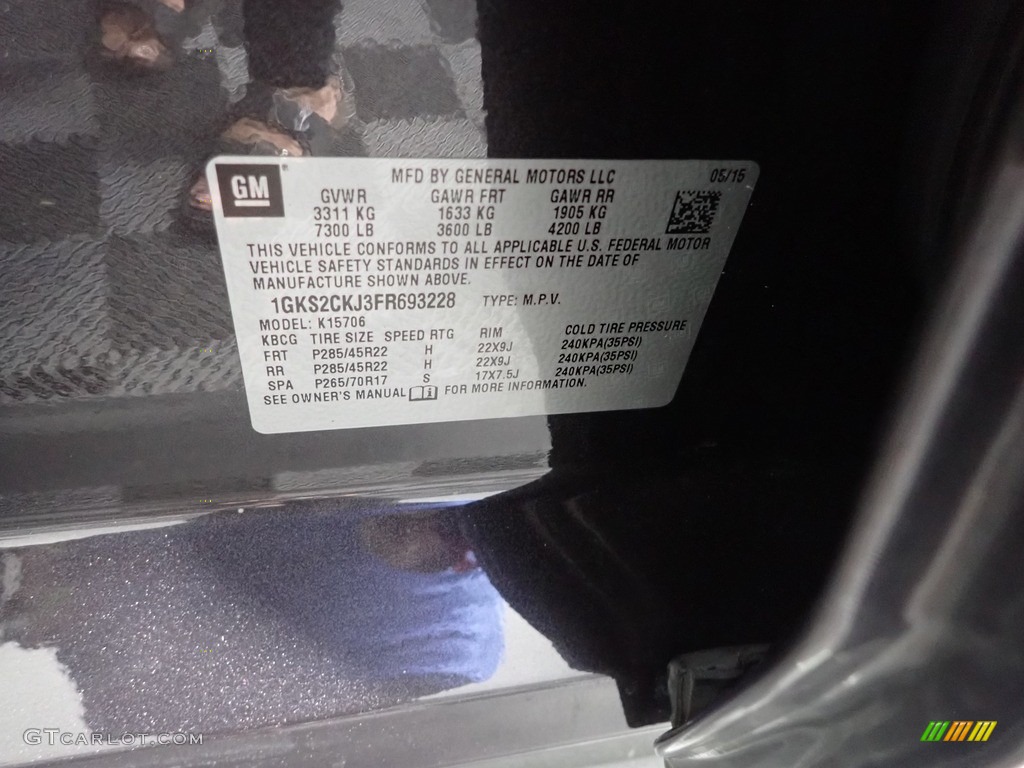 GM
MFD BY GENERAL MOTORS LLC 05/15
GVWR GAWR FRT GAWR RR
3311 KG 1633 KG 1905 KG
7300 LB 3600 LB 4200 LB
THIS VEHICLE CONFORMS TO ALL APPLICABLE U.S. FEDERAL MOTOR
VEHICLE SAFETY STANDARDS IN EFFECT ON THE DATE OF
MANUFACTURE SHOWN ABOVE.
1GKS2CKJ3FR693228 TYPE: M.P.V.
MODEL: K15706
KBCG TIRE SIZE SPEED RTG RIM COLD TIRE PRESSURE
FRT P285/45R22 H 22X9J 240KPA(35PSI)
RR P285/45R22 H 22X9J 240KPA(35PSI)
SPA P265/70R17 S 17X7.5J 240KPA(35PSI)
SEE OWNER'S MANUAL FOR MORE INFORMATION.
GTcarlot.com